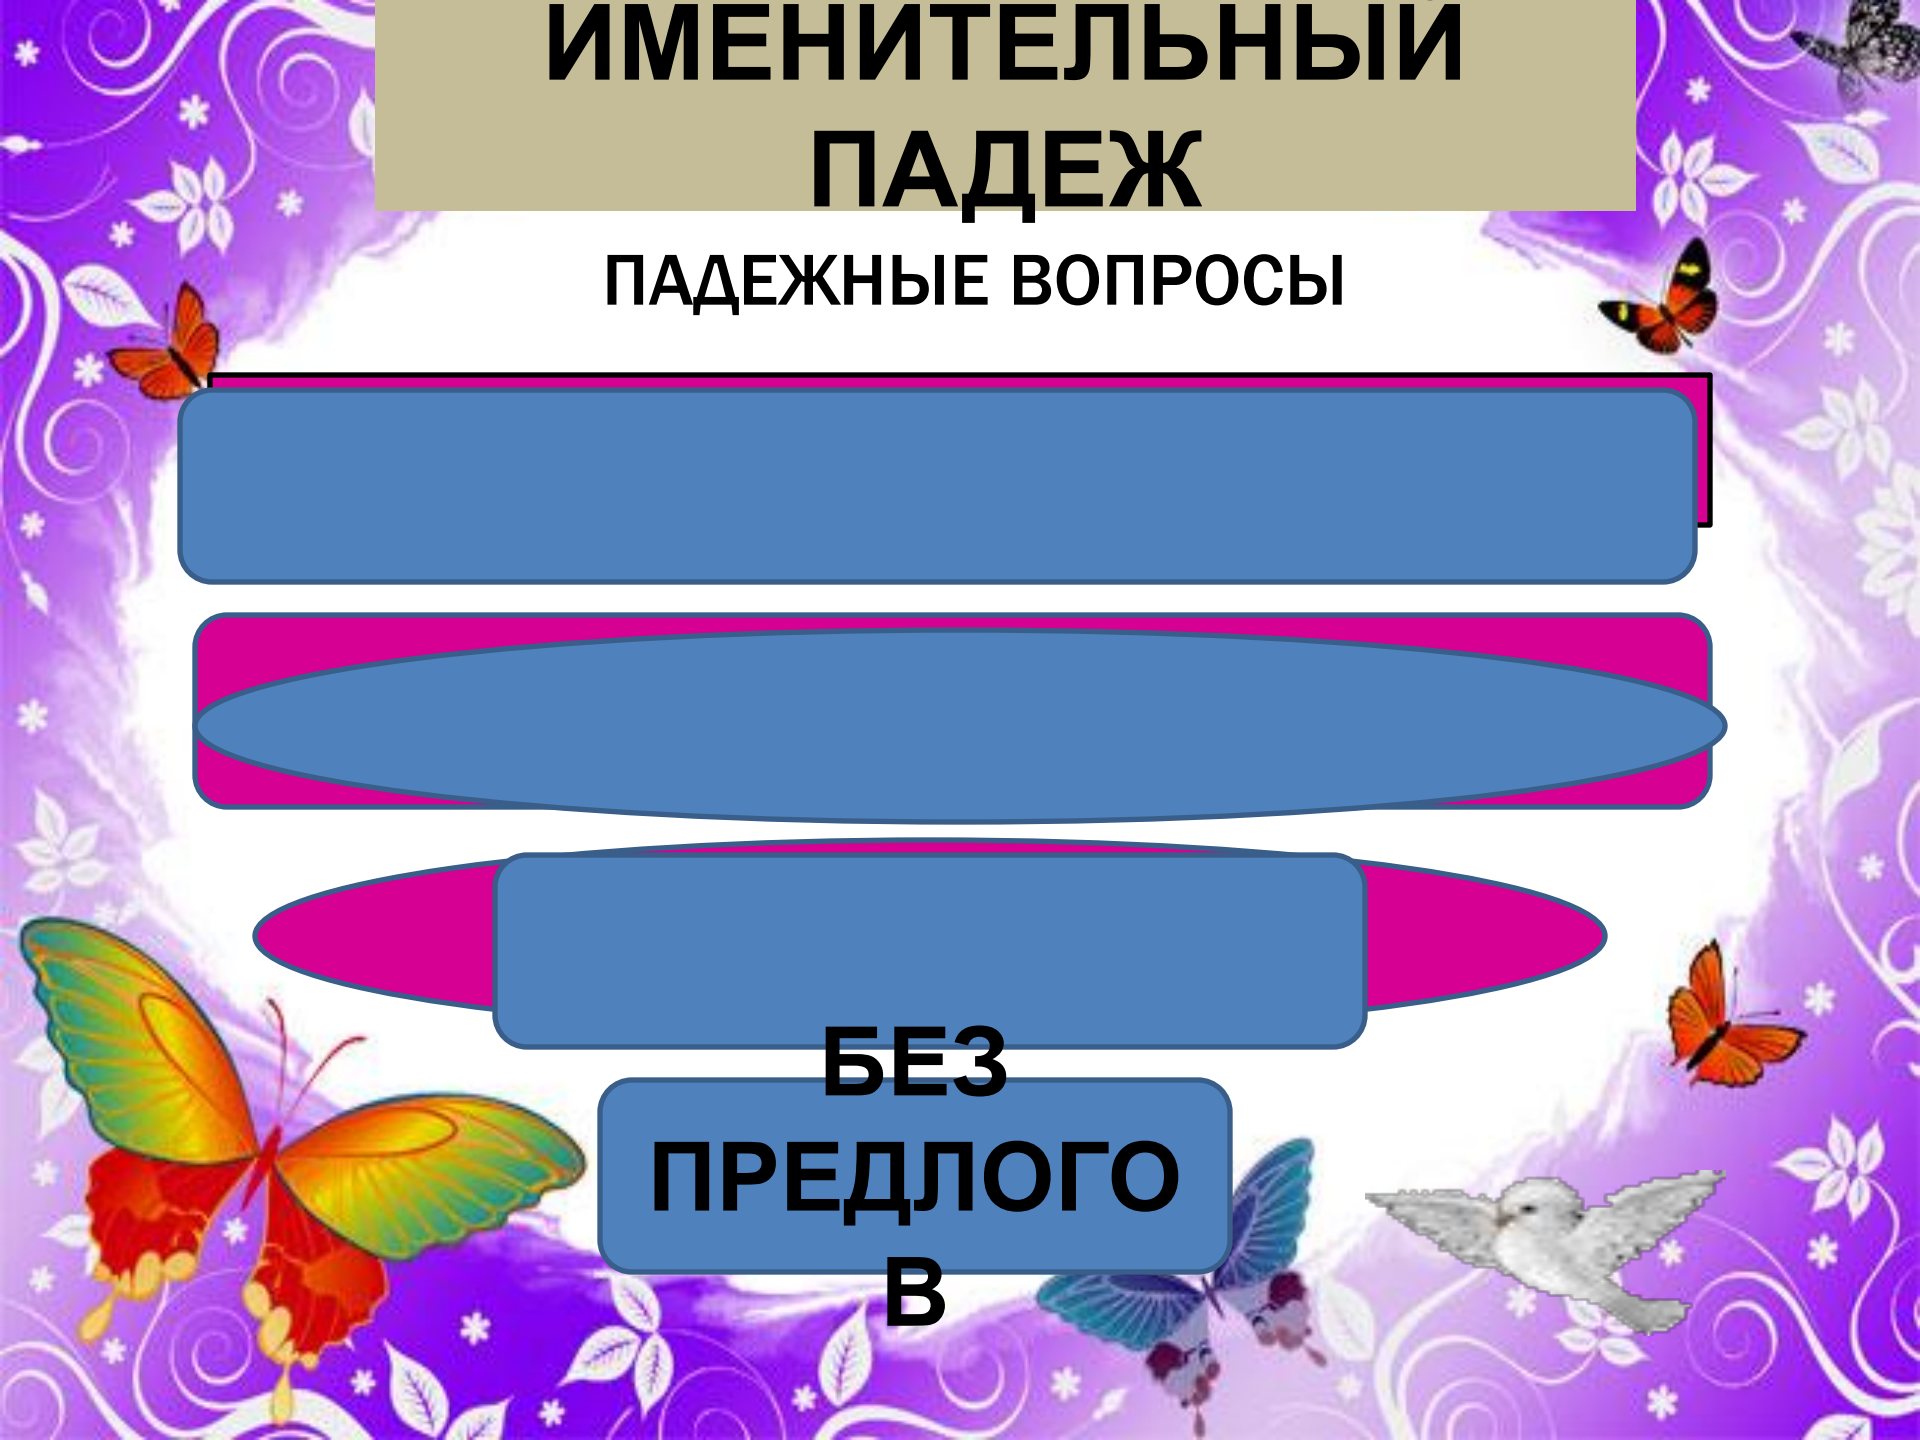 ИМЕНИТЕЛЬНЫЙ
ПАДЕЖ
ПАДЕЖНЫЕ ВОПРОСЫ
БЕЗ
ПРЕДЛОГО
В